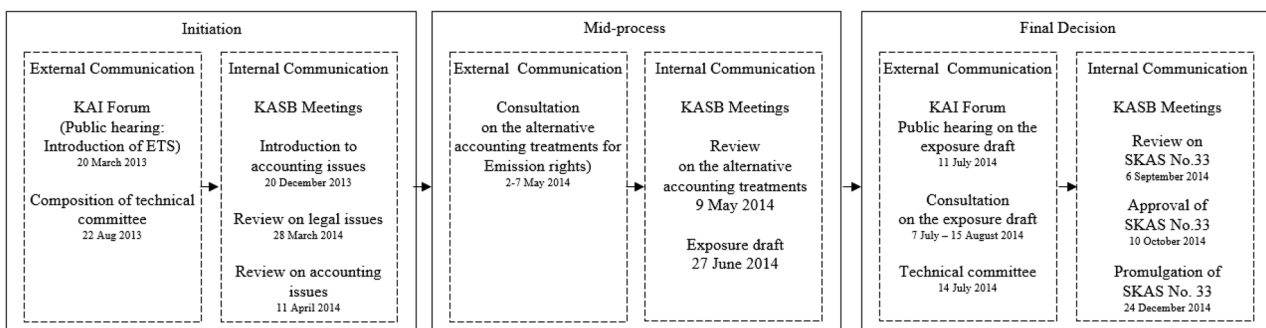 Initiation
External Communication
KAI Forum
(Public hearing:
Introduction of ETS)
20 March 2013
Composition of technical
committee
22 Aug 2013
Internal Communication
KASB Meetings
Introduction to
accounting issues
20 December 2013
Review on legal issues
28 March 2014
Review on accounting
issues
11 April 2014
Mid-process
External Communication
Consultation
on the alternative
accounting treatments for
Emission rights)
2-7 May 2014
Internal Communication
KASB Meetings
Review
on the alternative
accounting treatments
9 May 2014
Exposure draft
27 June 2014
Final Decision
External Communication
KAI Forum
Public hearing on the
exposure draft
11 July 2014
Consultation
on the exposure draft
7 July – 15 August 2014
Technical committee
14 July 2014
Internal Communication
KASB Meetings
Review on
SKAS No.33
6 September 2014
Approval of
SKAS No.33
10 October 2014
Promulgation of
SKAS No. 33
24 December 2014